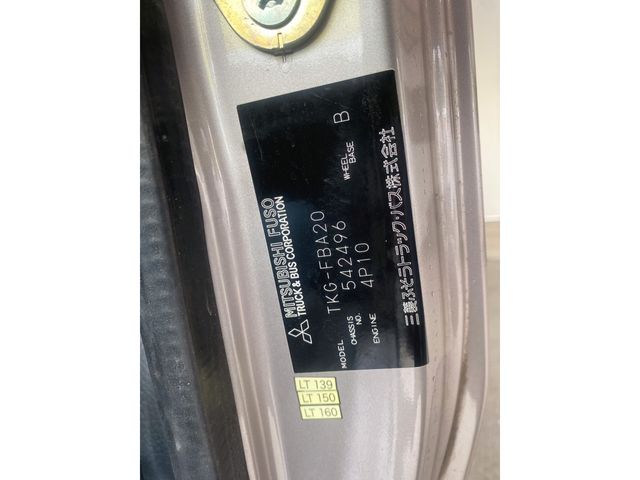 MITSUBISHI FUSO
TRUCK & BUS CORPORATION
MODEL TKG-FBA20
CHASSIS NO. 542496
ENGINE 4P10
WHEEL BASE B
三菱ふそうトラック・バス株式会社
LT 139
LT 150
LT 160